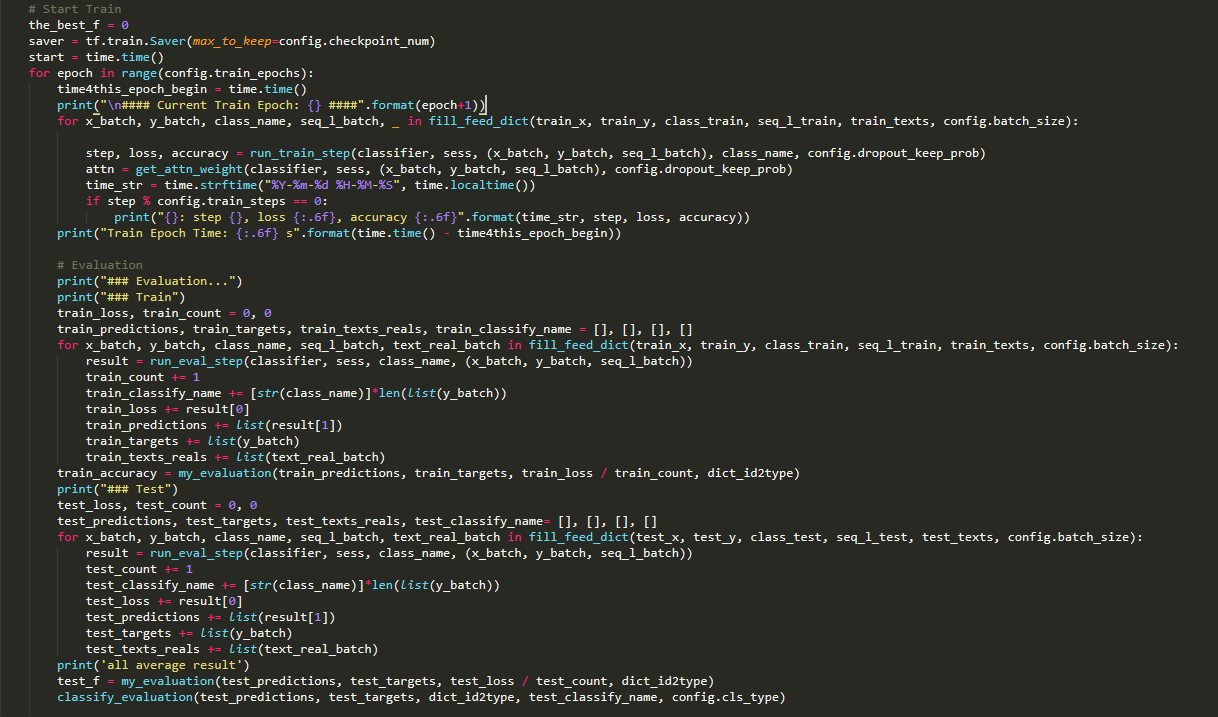 # Start Train
the_best_f = 0
saver = tf.train.Saver(max_to_keep=config.checkpoint_num)
start = time.time()
for epoch in range(config.train_epochs):
    time4this_epoch_begin = time.time()
    print("\n#### Current Train Epoch: {} ####".format(epoch+1))
    for x_batch, y_batch, class_name, seq_l_batch, _ in fill_feed_dict(train_x, train_y, class_train, seq_l_train, train_texts, config.batch_size):
        step, loss, accuracy = run_train_step(classifier, sess, (x_batch, y_batch, seq_l_batch), class_name, config.dropout_keep_prob)
        attn = get_attn_weight(classifier, sess, (x_batch, y_batch, seq_l_batch), config.dropout_keep_prob)
        time_str = time.strftime("%Y-%m-%d %H-%M-%S", time.localtime())
        if step % config.train_steps == 0:
            print("{}: step {}, loss {:.6f}, accuracy {:.6f}".format(time_str, step, loss, accuracy))
    print("Train Epoch Time: {:.6f} s".format(time.time() - time4this_epoch_begin))
    # Evaluation
    print("### Evaluation...")
    print("### Train")
    train_loss, train_count = 0, 0
    train_predictions, train_targets, train_texts_reals, train_classify_name = [], [], [], []
    for x_batch, y_batch, class_name, seq_l_batch, text_real_batch in fill_feed_dict(train_x, train_y, class_train, seq_l_train, train_texts, config.batch_size):
        result = run_eval_step(classifier, sess, class_name, (x_batch, y_batch, seq_l_batch))
        train_count += 1
        train_classify_name += [str(class_name)]*len(list(y_batch))
        train_loss += result[0]
        train_predictions += list(result[1])
        train_targets += list(y_batch)
        train_texts_reals += list(text_real_batch)
    train_accuracy = my_evaluation(train_predictions, train_targets, train_loss / train_count, dict_id2type)
    print("### Test")
    test_loss, test_count = 0, 0
    test_predictions, test_targets, test_texts_reals, test_classify_name= [], [], [], []
    for x_batch, y_batch, class_name, seq_l_batch, text_real_batch in fill_feed_dict(test_x, test_y, class_test, seq_l_test, test_texts, config.batch_size):
        result = run_eval_step(classifier, sess, class_name, (x_batch, y_batch, seq_l_batch))
        test_count += 1
        test_classify_name += [str(class_name)]*len(list(y_batch))
        test_loss += result[0]
        test_predictions += list(result[1])
        test_targets += list(y_batch)
        test_texts_reals += list(text_real_batch)
    print('all average result')
    test_f = my_evaluation(test_predictions, test_targets, test_loss / test_count, dict_id2type)
    classify_evaluation(test_predictions, test_targets, dict_id2type, test_classify_name, config.cls_type)